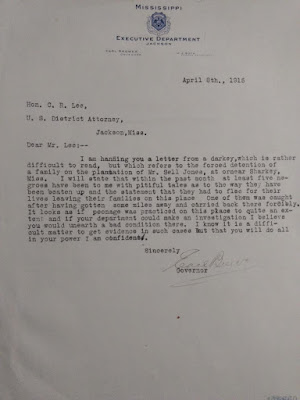 MISSISSIPPI
EXECUTIVE DEPARTMENT
JACKSON
April 8th., 1915
Hon. C. R. Lee,
U. S. District Attorney,
Jackson,Miss.
Dear Mr. Lee:--
I am handing you a letter from a darkey,which is rather
difficult to read, but which refers to the forced detention of
a family on the plantation of Mr. Sell Jones, at or near Sharkey,
Miss. I will state that within the past month at least five ne-
groes have been to me with pitiful tales as to the way they have
been beaten up and the statement that they had to flee for their
lives leaving their families on this place One of them was caught
after having gotten some miles away and carried back there forcibly.
It looks as if peonage was practiced on this place to quite an ex-
tent and if your department could make an investigation I believe
you would unearth a bad condition there. I know it is a diffi-
cult matter to get evidence in such cases but that you will do all
in your power I am confident.
Sincerely
Earl Brewer
Governor